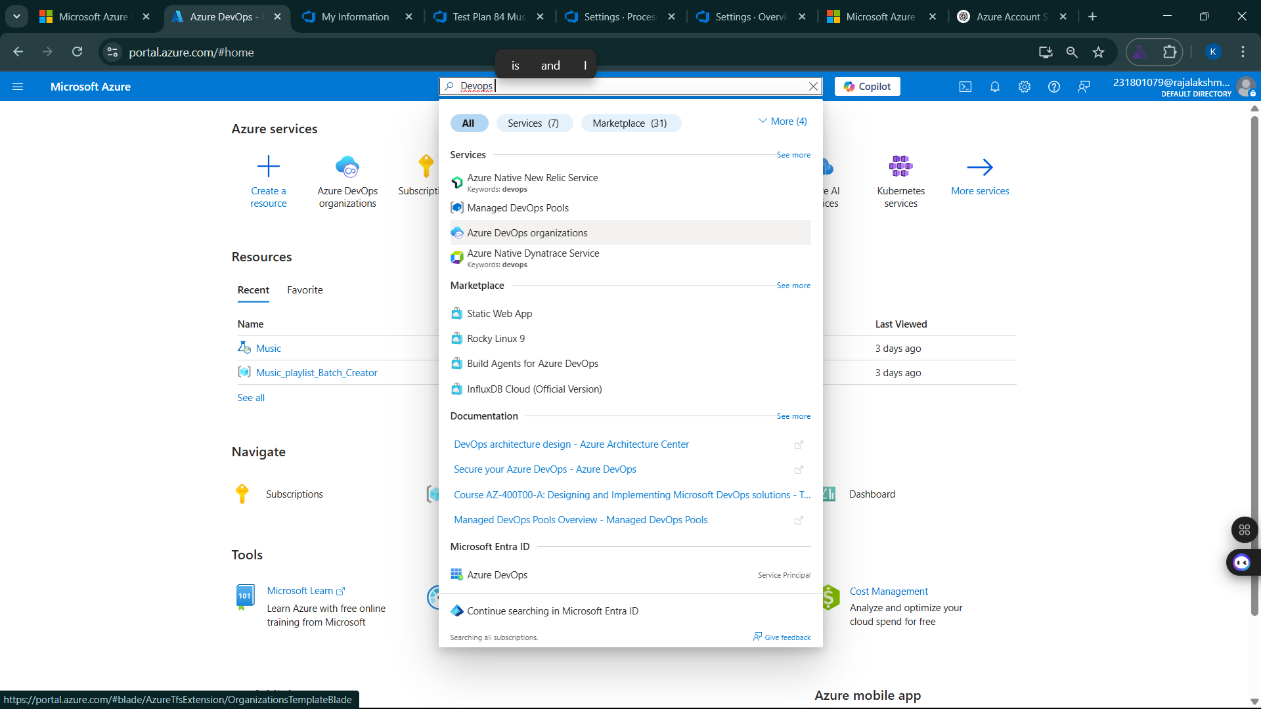 Microsoft Azure
Azure DevOps -
My Information
Test Plan 84 Mus
Settings · Proces
Settings · Overvi
Microsoft Azure
Azure Account S
portal.azure.com/#home
K
is and I
Microsoft Azure
Devops
Copilot
231801079@rajalakshm...
DEFAULT DIRECTORY
Azure services
Create a resource
Azure DevOps organizations
Subscripti
Kubernetes services
More services
All
Services (7)
Marketplace (31)
More (4)
Services
See more
Azure Native New Relic Service
Keywords: devops
Managed DevOps Pools
Azure DevOps organizations
Azure Native Dynatrace Service
Keywords: devops
Marketplace
See more
Static Web App
Rocky Linux 9
Build Agents for Azure DevOps
InfluxDB Cloud (Official Version)
Documentation
See more
DevOps architecture design - Azure Architecture Center
Secure your Azure DevOps - Azure DevOps
Course AZ-400T00-A: Designing and Implementing Microsoft DevOps solutions - T...
Managed DevOps Pools Overview - Managed DevOps Pools
Microsoft Entra ID
Azure DevOps
Service Principal
Continue searching in Microsoft Entra ID
Searching all subscriptions.
Give feedback
Resources
Recent
Favorite
Name
Last Viewed
Music
3 days ago
Music_playlist_Batch_Creator
3 days ago
See all
Navigate
Subscriptions
Dashboard
Tools
Microsoft Learn
Learn Azure with free online
training from Microsoft
Cost Management
Analyze and optimize your
cloud spend for free
Azure mobile app
https://portal.azure.com/#blade/AzureTfsExtension/OrganizationsTemplateBlade